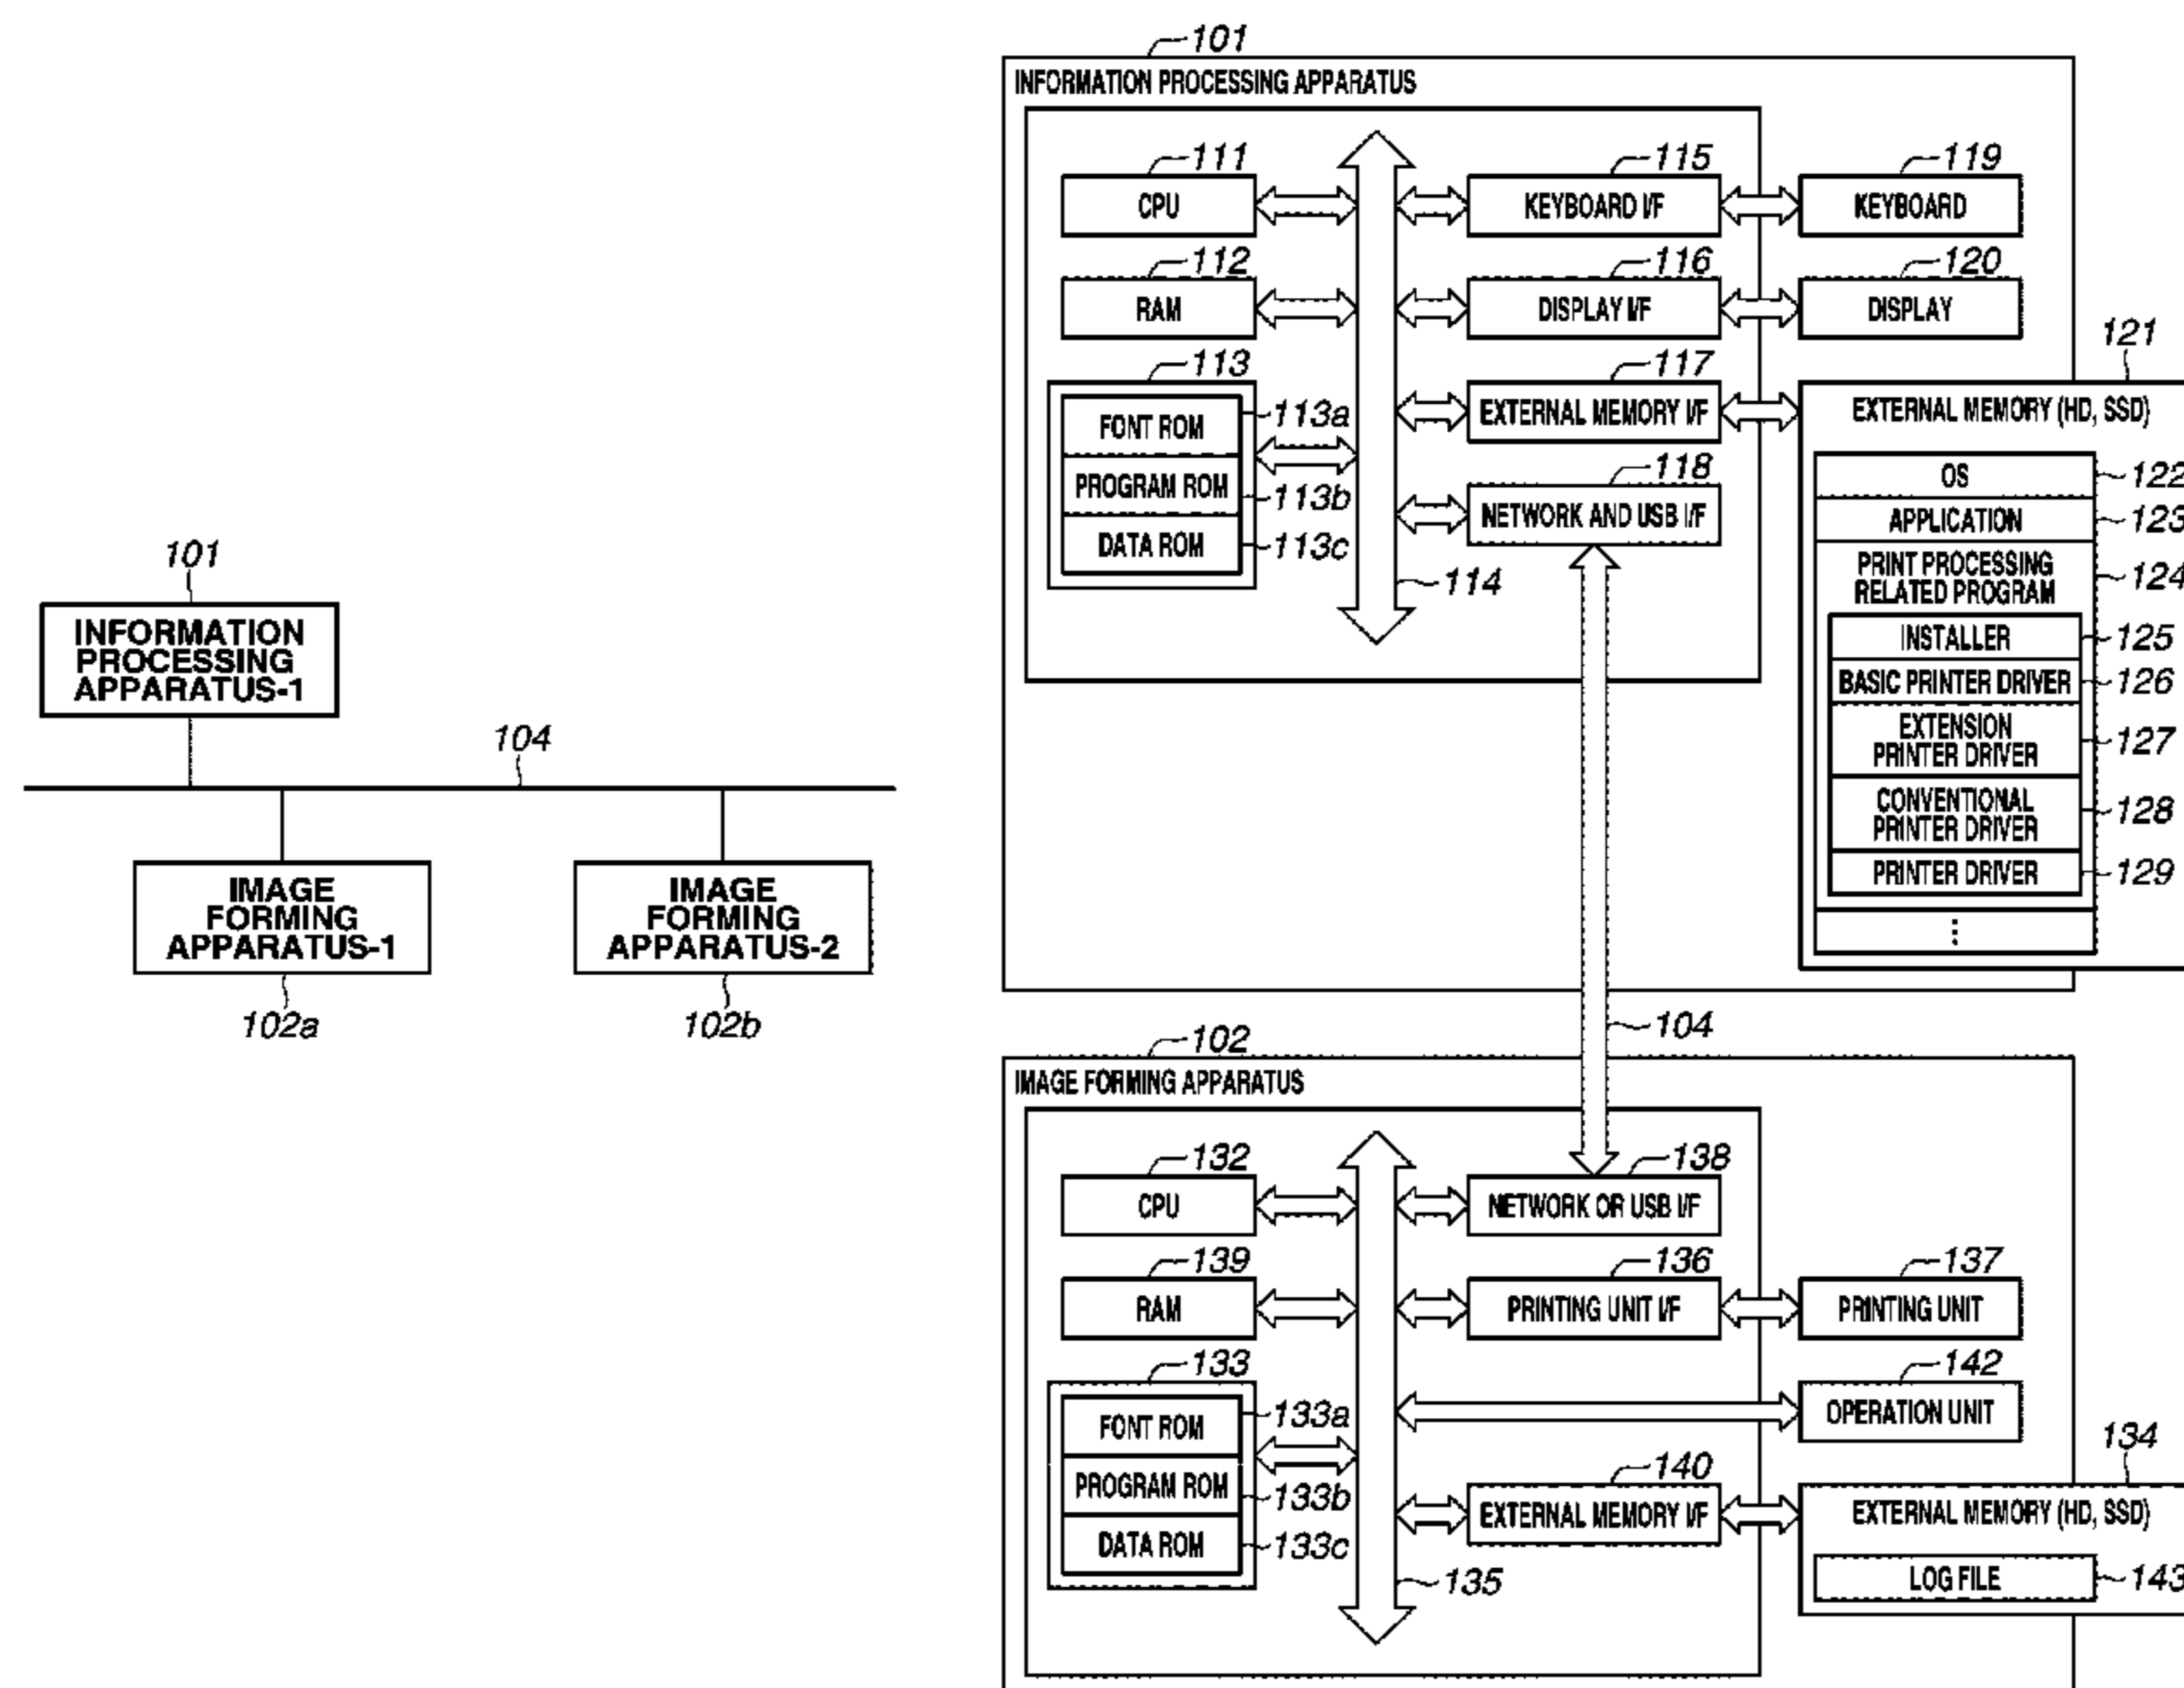 101
INFORMATION
PROCESSING
APPARATUS-1
104
IMAGE
FORMING
APPARATUS-1
102a
IMAGE
FORMING
APPARATUS-2
102b
101
INFORMATION PROCESSING APPARATUS
111
CPU
115
KEYBOARD I/F
119
KEYBOARD
112
RAM
116
DISPLAY I/F
120
DISPLAY
113
FONT ROM
113a
PROGRAM ROM
113b
DATA ROM
113c
117
EXTERNAL MEMORY I/F
118
NETWORK AND USB I/F
114
121
EXTERNAL MEMORY (HD, SSD)
OS
122
APPLICATION
123
PRINT PROCESSING
RELATED PROGRAM
124
INSTALLER
125
BASIC PRINTER DRIVER
126
EXTENSION
PRINTER DRIVER
127
CONVENTIONAL
PRINTER DRIVER
128
PRINTER DRIVER
129
104
102
IMAGE FORMING APPARATUS
132
CPU
138
NETWORK OR USB I/F
139
RAM
136
PRINTING UNIT I/F
137
PRINTING UNIT
133
FONT ROM
133a
PROGRAM ROM
133b
DATA ROM
133c
142
OPERATION UNIT
140
EXTERNAL MEMORY I/F
135
134
EXTERNAL MEMORY (HD, SSD)
LOG FILE
143